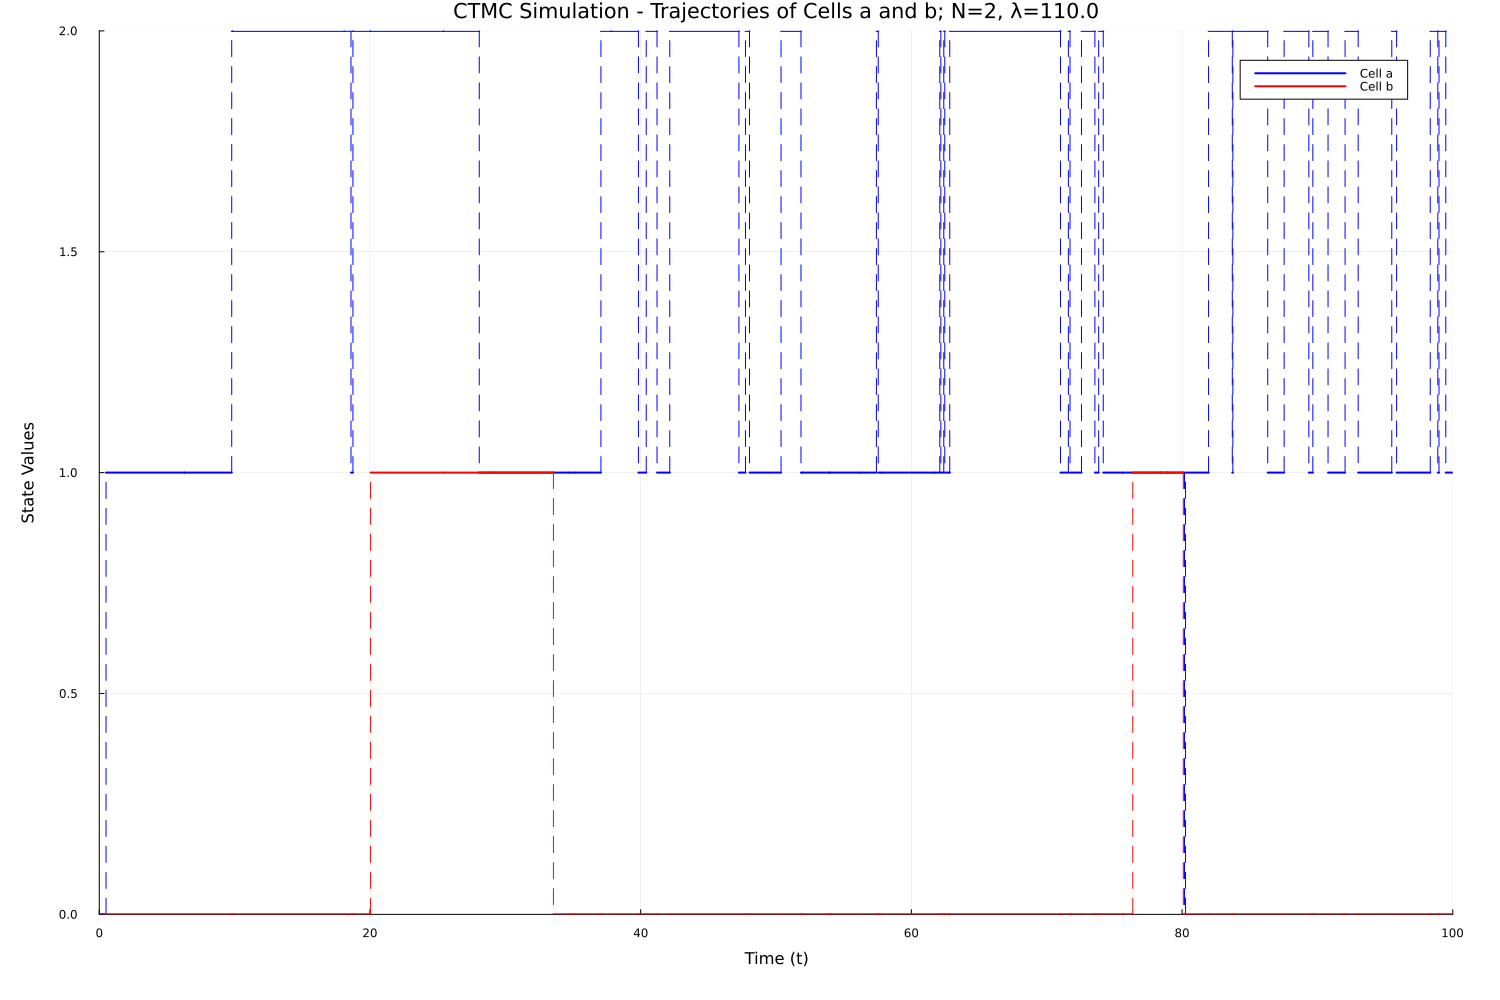 CTMC Simulation - Trajectories of Cells a and b; N=2, λ=110.0
2.0
Cell a
Cell b
1.5
State Values
1.0
0.5
0.0
0 20 40 60 80 100
Time (t)